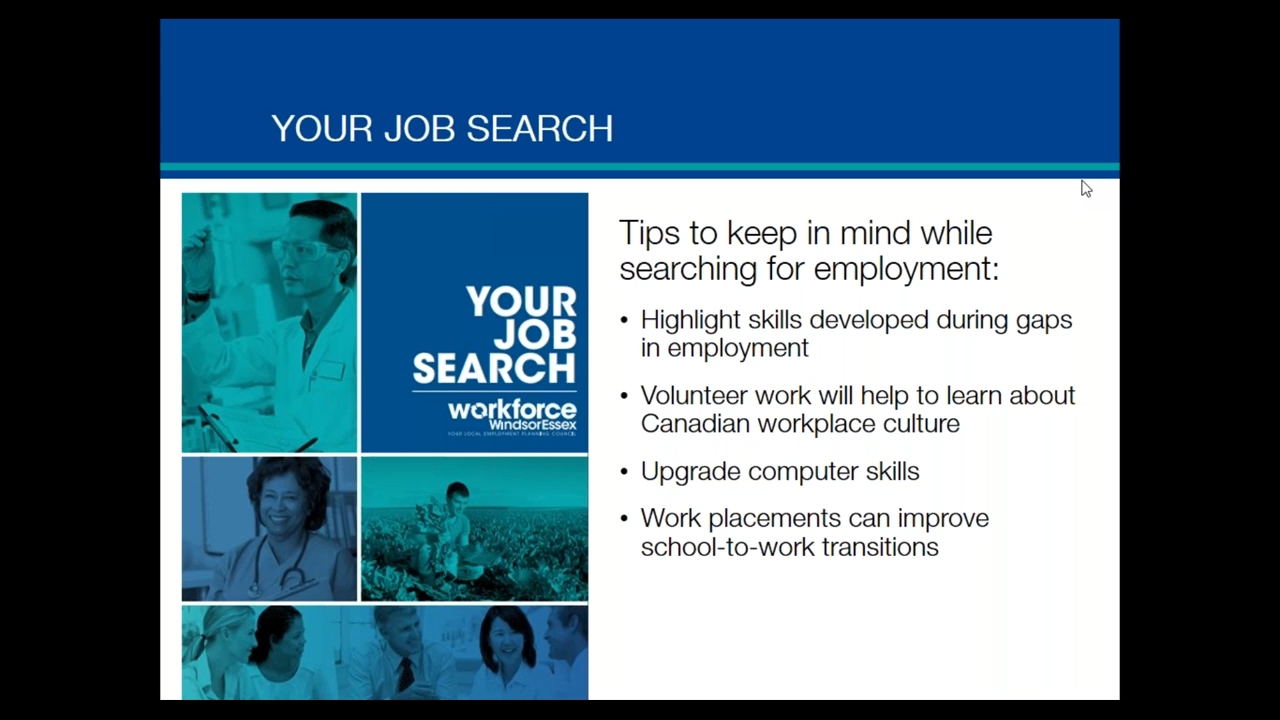 YOUR JOB SEARCH
YOUR
JOB
SEARCH
workforce
WindsorEssex
YOUR LOCAL EMPLOYMENT PLANNING COUNCIL
Tips to keep in mind while
searching for employment:
• Highlight skills developed during gaps
in employment
• Volunteer work will help to learn about
Canadian workplace culture
• Upgrade computer skills
• Work placements can improve
school-to-work transitions